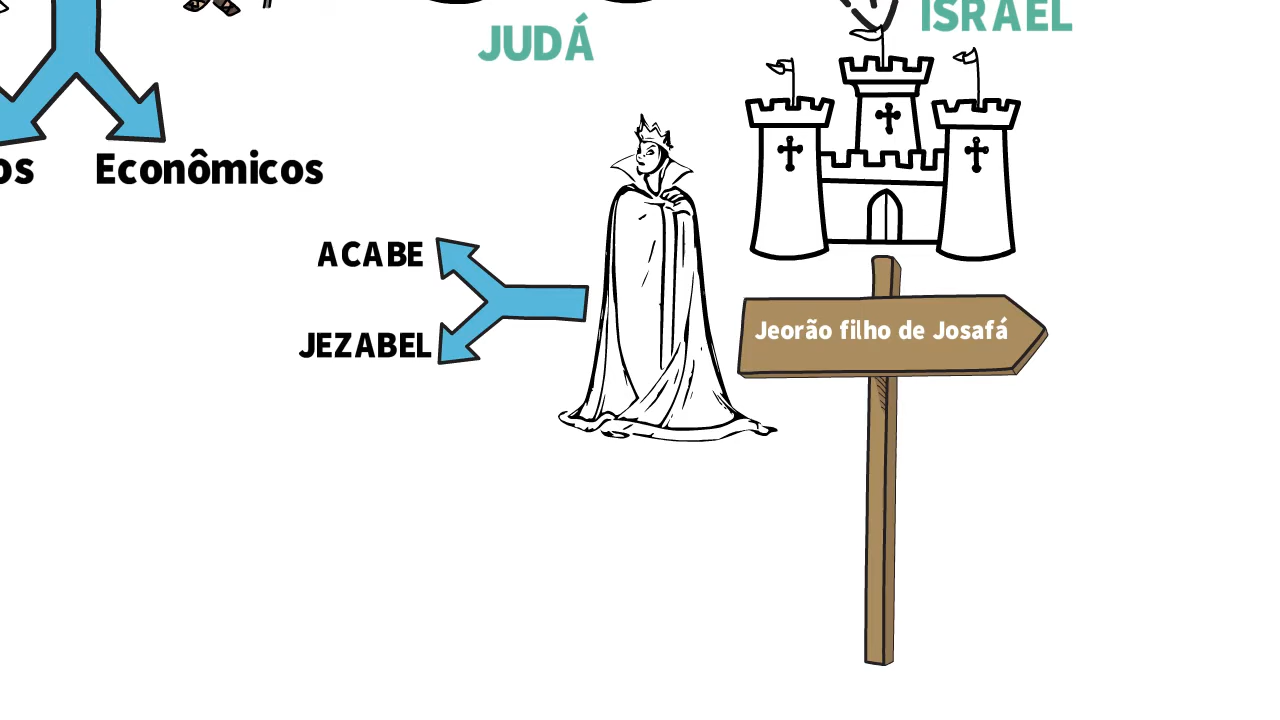 ISRAEL
JUDÁ
os
Econômicos
ACABE
JEZABEL
Jeorão filho de Josafá